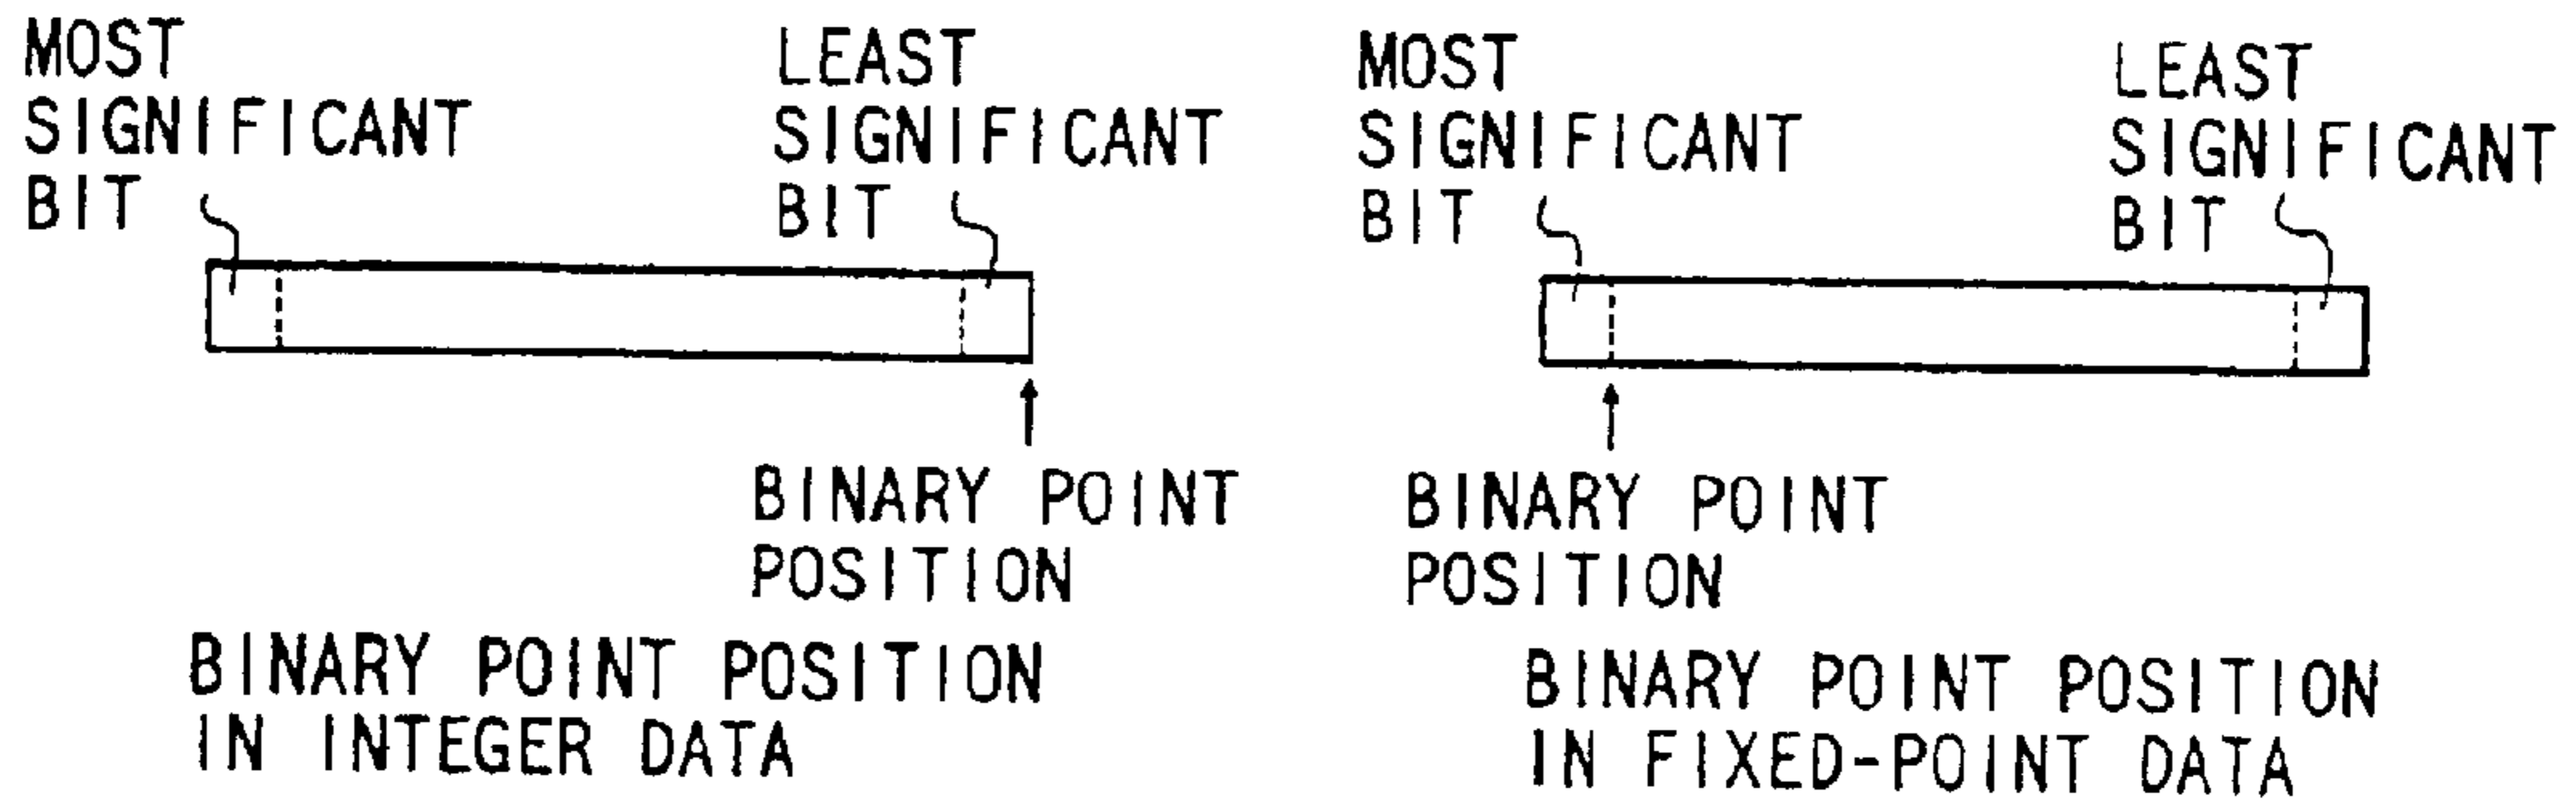 MOST
SIGNIFICANT
BIT
LEAST
SIGNIFICANT
BIT
BINARY POINT
POSITION
BINARY POINT POSITION
IN INTEGER DATA
MOST
SIGNIFICANT
BIT
LEAST
SIGNIFICANT
BIT
BINARY POINT
POSITION
BINARY POINT POSITION
IN FIXED-POINT DATA